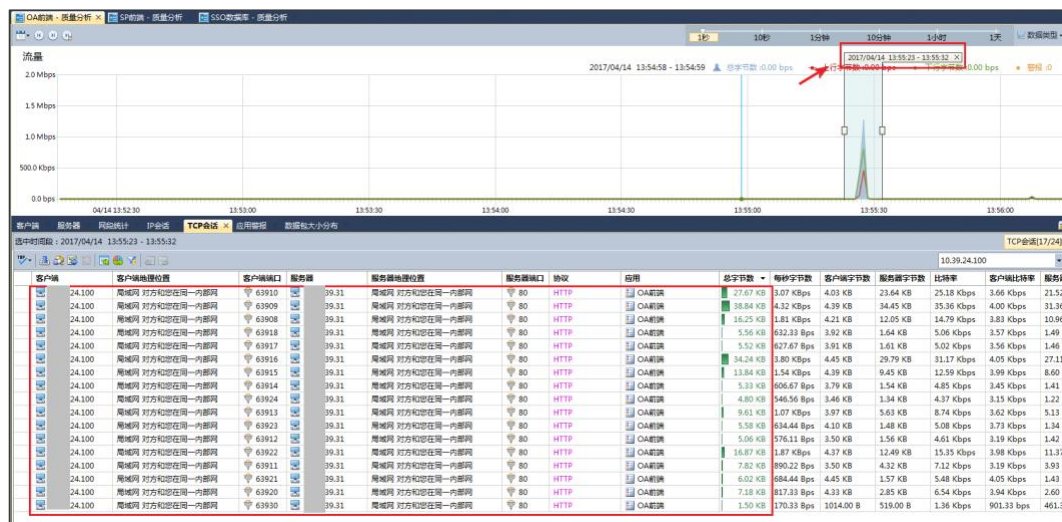 OA前端 - 质量分析 × SP前端 - 质量分析 SSO数据库 - 质量分析
1秒 10秒 1分钟 10分钟 1小时 1天 数据类型
流量
2017/04/14 13:55:23 - 13:55:32 ×
2017/04/14 13:54:58 - 13:54:59 总字节数 :0.00 bps 上行字节数 :0.00 bps 下行字节数 :0.00 bps 警报 :0
2.0 Mbps
1.5 Mbps
1.0 Mbps
500.0 Kbps
0.0 bps
04/14 13:52:30 13:53:00 13:53:30 13:54:00 13:54:30 13:55:00 13:55:30 13:56:00
客户端 服务器 网段统计 IP会话 TCP会话 × 应用警报 数据包大小分布
选中时间段 : 2017/04/14 13:55:23 - 13:55:32 TCP会话[17/24]
10.39.24.100
客户端 客户端地理位置 客户端端口 服务器 服务器地理位置 服务器端口 协议 应用 总字节数 每秒字节数 客户端字节数 服务器字节数 比特率 客户端比特率 服务
24.100 局域网 对方和您在同一内部网 63910 39.31 局域网 对方和您在同一内部网 80 HTTP OA前端 27.67 KB 3.07 KBps 4.03 KB 23.64 KB 25.18 Kbps 3.66 Kbps 21.52
24.100 局域网 对方和您在同一内部网 63909 39.31 局域网 对方和您在同一内部网 80 HTTP OA前端 38.84 KB 4.32 KBps 4.39 KB 34.45 KB 35.36 Kbps 4.00 Kbps 31.36
24.100 局域网 对方和您在同一内部网 63908 39.31 局域网 对方和您在同一内部网 80 HTTP OA前端 16.25 KB 1.81 KBps 4.21 KB 12.05 KB 14.79 Kbps 3.83 Kbps 10.96
24.100 局域网 对方和您在同一内部网 63918 39.31 局域网 对方和您在同一内部网 80 HTTP OA前端 5.56 KB 632.33 Bps 3.92 KB 1.64 KB 5.06 Kbps 3.57 Kbps 1.49
24.100 局域网 对方和您在同一内部网 63917 39.31 局域网 对方和您在同一内部网 80 HTTP OA前端 5.52 KB 627.67 Bps 3.91 KB 1.61 KB 5.02 Kbps 3.56 Kbps 1.46
24.100 局域网 对方和您在同一内部网 63916 39.31 局域网 对方和您在同一内部网 80 HTTP OA前端 34.24 KB 3.80 KBps 4.45 KB 29.79 KB 31.17 Kbps 4.05 Kbps 27.11
24.100 局域网 对方和您在同一内部网 63915 39.31 局域网 对方和您在同一内部网 80 HTTP OA前端 13.84 KB 1.54 KBps 4.39 KB 9.45 KB 12.59 Kbps 3.99 Kbps 8.60
24.100 局域网 对方和您在同一内部网 63914 39.31 局域网 对方和您在同一内部网 80 HTTP OA前端 5.33 KB 606.67 Bps 3.79 KB 1.54 KB 4.85 Kbps 3.45 Kbps 1.41
24.100 局域网 对方和您在同一内部网 63924 39.31 局域网 对方和您在同一内部网 80 HTTP OA前端 4.80 KB 546.56 Bps 3.46 KB 1.34 KB 4.37 Kbps 3.15 Kbps 1.22
24.100 局域网 对方和您在同一内部网 63913 39.31 局域网 对方和您在同一内部网 80 HTTP OA前端 9.61 KB 1.07 KBps 3.97 KB 5.63 KB 8.74 Kbps 3.62 Kbps 5.13
24.100 局域网 对方和您在同一内部网 63923 39.31 局域网 对方和您在同一内部网 80 HTTP OA前端 5.58 KB 634.44 Bps 4.10 KB 1.48 KB 5.08 Kbps 3.73 Kbps 1.34
24.100 局域网 对方和您在同一内部网 63912 39.31 局域网 对方和您在同一内部网 80 HTTP OA前端 5.06 KB 576.11 Bps 3.50 KB 1.56 KB 4.61 Kbps 3.19 Kbps 1.42
24.100 局域网 对方和您在同一内部网 63922 39.31 局域网 对方和您在同一内部网 80 HTTP OA前端 16.87 KB 1.87 KBps 4.37 KB 12.49 KB 15.35 Kbps 3.98 Kbps 11.37
24.100 局域网 对方和您在同一内部网 63911 39.31 局域网 对方和您在同一内部网 80 HTTP OA前端 7.82 KB 890.22 Bps 3.50 KB 4.32 KB 7.12 Kbps 3.19 Kbps 3.93
24.100 局域网 对方和您在同一内部网 63921 39.31 局域网 对方和您在同一内部网 80 HTTP OA前端 6.02 KB 684.44 Bps 4.45 KB 1.57 KB 5.48 Kbps 4.05 Kbps 1.43
24.100 局域网 对方和您在同一内部网 63920 39.31 局域网 对方和您在同一内部网 80 HTTP OA前端 7.18 KB 817.33 Bps 4.33 KB 2.85 KB 6.54 Kbps 3.94 Kbps 2.60
24.100 局域网 对方和您在同一内部网 63930 39.31 局域网 对方和您在同一内部网 80 HTTP OA前端 1.50 KB 170.33 Bps 1014.00 B 519.00 B 1.36 Kbps 901.33 bps 461.3